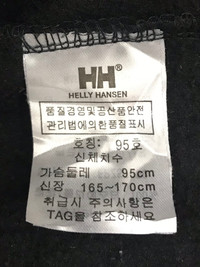 HH
HELLY HANSEN
품질경영및공산품안전
관리법에의한품질표시
호칭: 95호
신체치수
가슴둘레 95cm
신장 165~170cm
취급시 주의사항은
TAG를 참조하세요